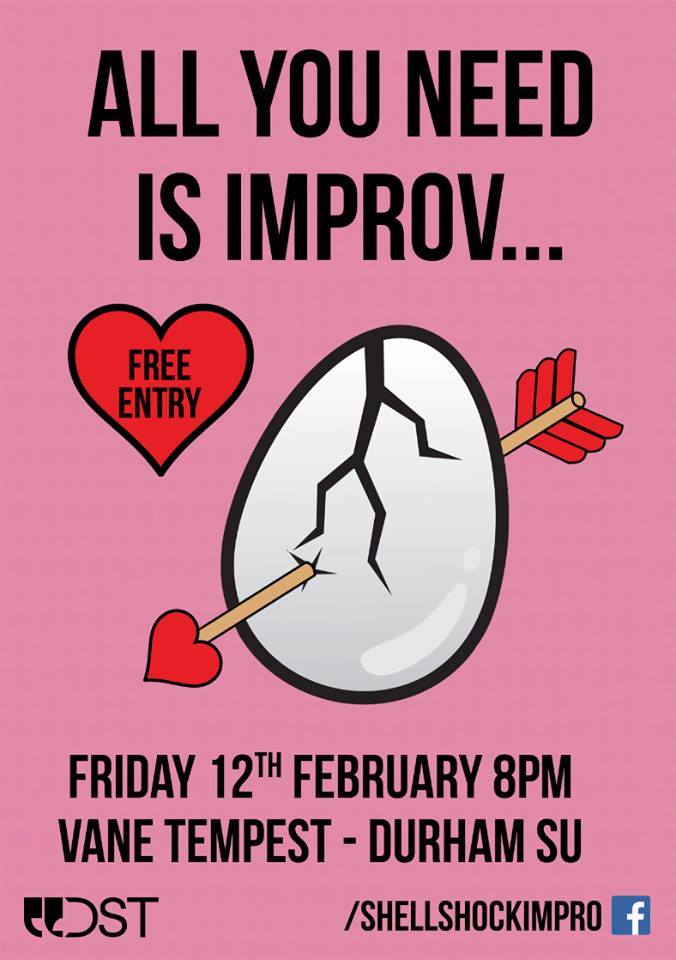 ALL YOU NEED
IS IMPROV...
FREE
ENTRY
FRIDAY 12TH FEBRUARY 8PM
VANE TEMPEST - DURHAM SU
DST
/SHELLSHOCKIMPRO f